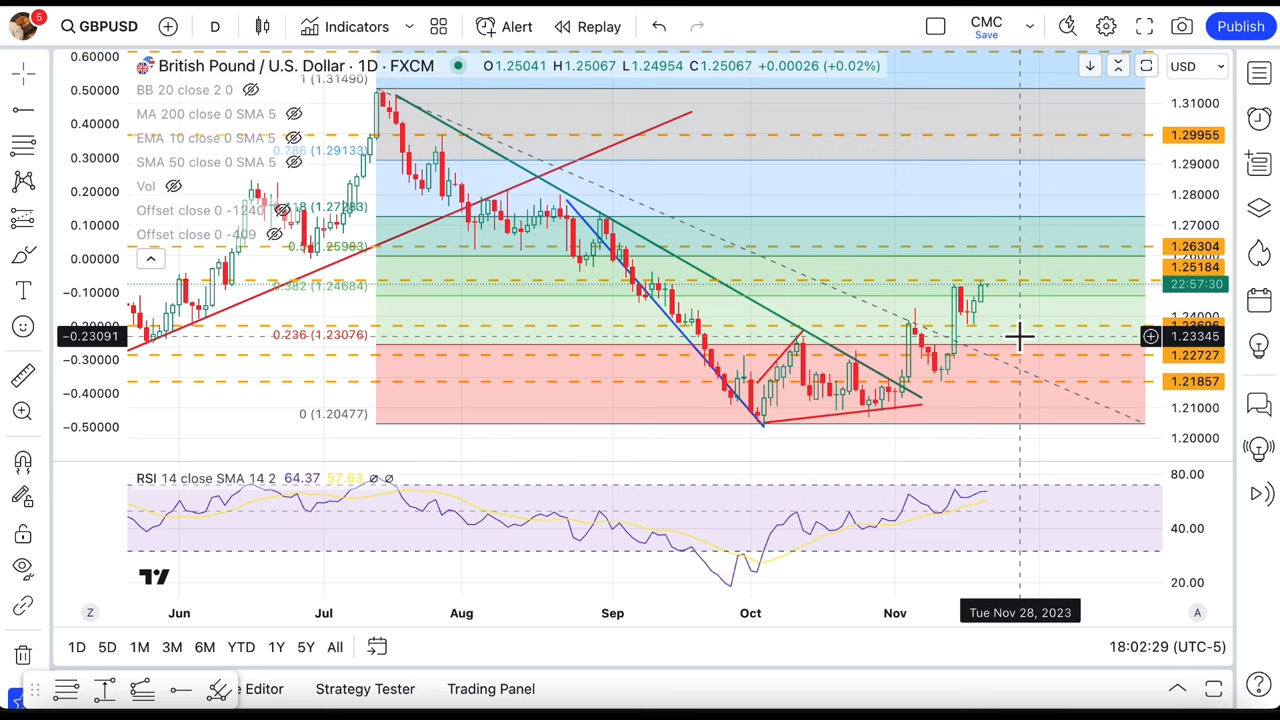 5
GBPUSD
D
Indicators
Alert
Replay
CMC
Save
Publish
British Pound / U.S. Dollar · 1D · FXCM
O1.25041 H1.25067 L1.24954 C1.25067 +0.00026 (+0.02%)
USD
BB 20 close 2 0
MA 200 close 0 SMA 5
EMA 10 close 0 SMA 5
SMA 50 close 0 SMA 5
Vol
Offset close 0 -1240
Offset close 0 -409
1 (1.31490)
0.786 (1.29133)
0.618 (1.27283)
0.5 (1.25983)
0.382 (1.24684)
0.236 (1.23076)
0 (1.20477)
0.60000
0.50000
0.40000
0.30000
0.20000
0.10000
0.00000
−0.10000
−0.23091
−0.30000
−0.40000
−0.50000
1.31000
1.29955
1.29000
1.28000
1.27000
1.26304
1.25184
22:57:30
1.24000
1.23345
1.22727
1.21857
1.21000
1.20000
RSI 14 close SMA 14 2 64.37 57.63 ∅ ∅
80.00
40.00
20.00
Z
Jun
Jul
Aug
Sep
Oct
Nov
Tue Nov 28, 2023
A
1D 5D 1M 3M 6M YTD 1Y 5Y All
18:02:29 (UTC-5)
e Editor
Strategy Tester
Trading Panel